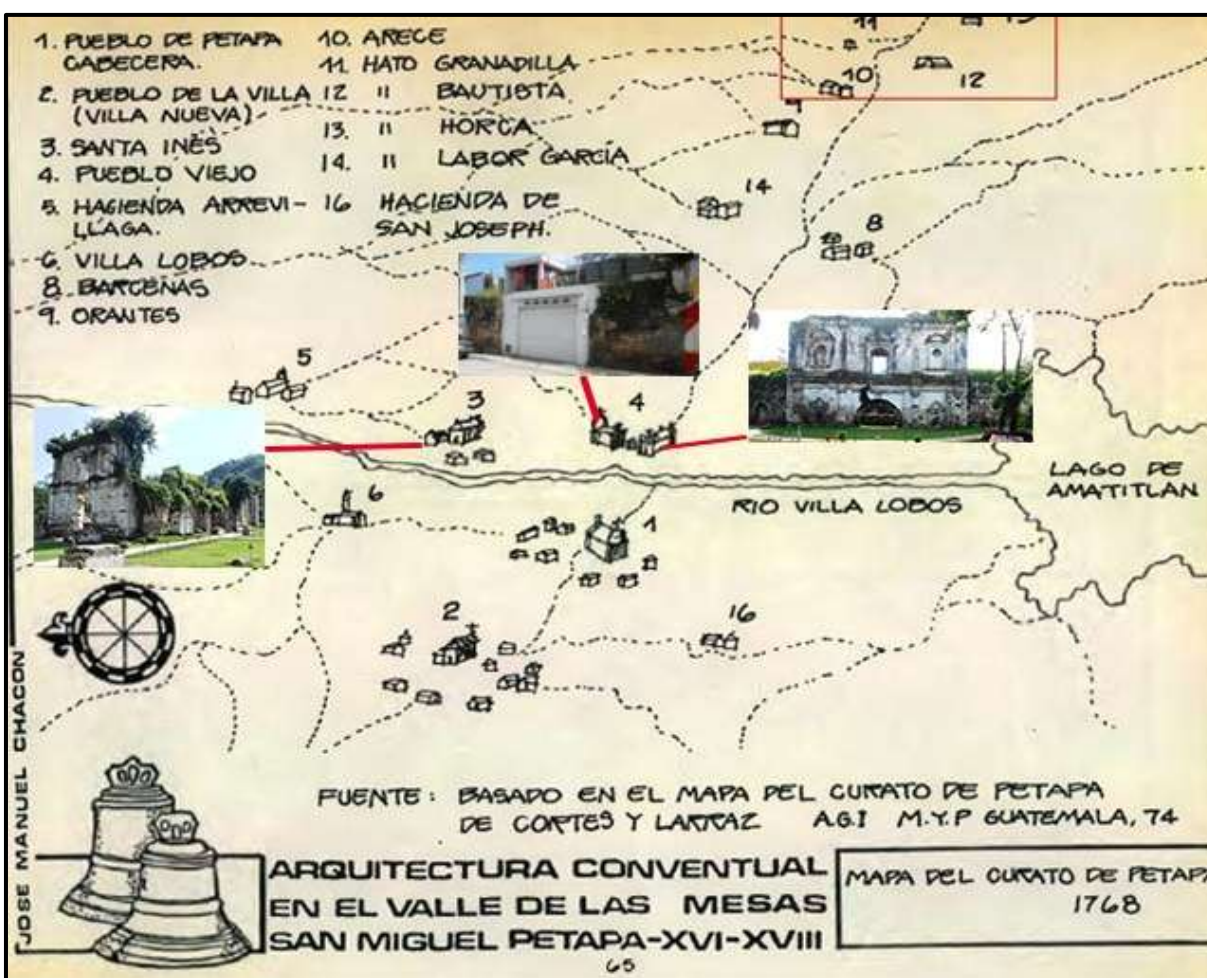 1. PUEBLO DE PETAPA
CABECERA.
2. PUEBLO DE LA VILLA
(VILLA NUEVA)
3. SANTA INÉS
4. PUEBLO VIEJO
5. HACIENDA ARREVI-
LLAGA.
6. VILLA LOBOS
8. BARCENAS
9. ORANTES
10. ARECE
11. HATO GRANADILLA
12 " BAUTISTA
13. " HORCA
14. " LABOR GARCÍA
16 HACIENDA DE
SAN JOSEPH.
11
10
12
14
8
5
3
4
6
1
2
16
LAGO DE
AMATITLAN
RIO VILLA LOBOS
JOSE MANUEL CHACON
FUENTE: BASADO EN EL MAPA DEL CURATO DE PETAPA
DE CORTES Y LARRAZ A.G.I M.Y.P GUATEMALA, 74
ARQUITECTURA CONVENTUAL
EN EL VALLE DE LAS MESAS
SAN MIGUEL PETAPA-XVI-XVIII
MAPA DEL CURATO DE PETAPA
1768
65